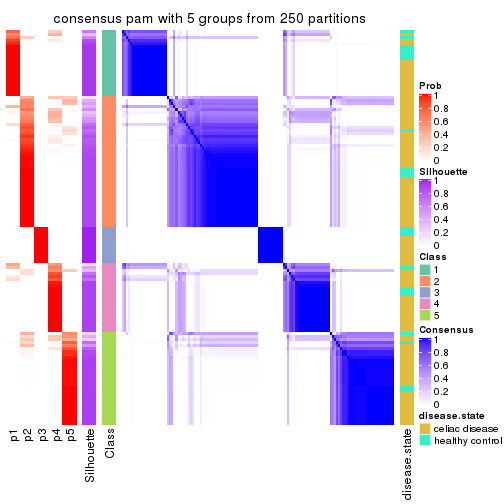 consensus pam with 5 groups from 250 partitions
Prob
1
0.8
0.6
0.4
0.2
0
Silhouette
1
0.8
0.6
0.4
0.2
0
Class
1
2
3
4
5
Consensus
1
0.8
0.6
0.4
0.2
0
disease.state
celiac disease
healthy control
p1
p2
p3
p4
p5
Silhouette
Class
disease.state